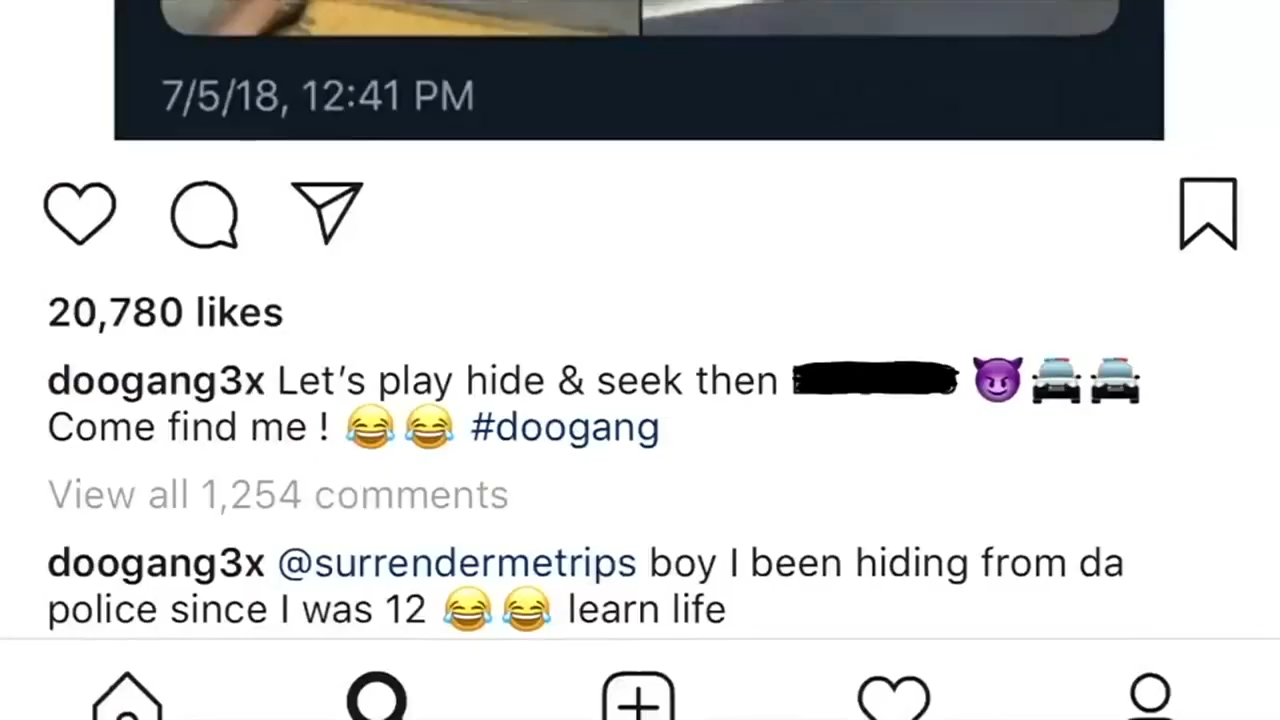 7/5/18, 12:41 PM
20,780 likes
doogang3x Let's play hide & seek then 😈🚔🚔
Come find me ! 😂😂 #doogang
View all 1,254 comments
doogang3x @surrendermetrips boy I been hiding from da
police since I was 12 😂😂 learn life